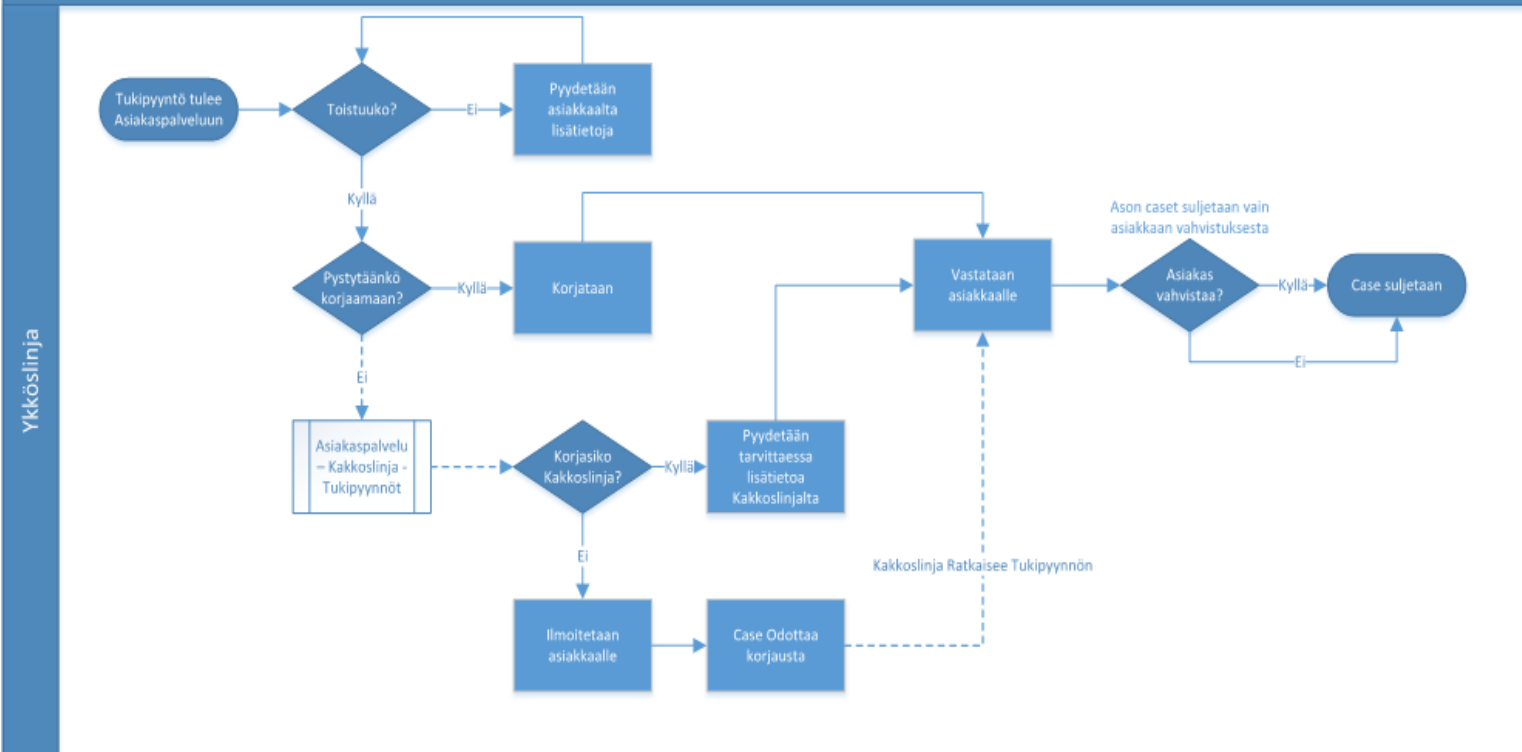 Ykköslinja
Tukipyyntö tulee
Asiakaspalveluun
Toistuuko?
Ei
Pyydetään
asiakkaalta
lisätietoja
Kyllä
Pystytäänkö
korjaamaan?
Kyllä
Korjataan
Vastataan
asiakkaalle
Ason caset suljetaan vain
asiakkaan vahvistuksesta
Asiakas
vahvistaa?
Kyllä
Case suljetaan
Ei
Ei
Asiakaspalvelu
– Kakkoslinja -
Tukipyynnöt
Korjasiko
Kakkoslinja?
Kyllä
Pyydetään
tarvittaessa
lisätietoa
Kakkoslinjalta
Ei
Kakkoslinja Ratkaisee Tukipyynnön
Ilmoitetaan
asiakkaalle
Case Odottaa
korjausta